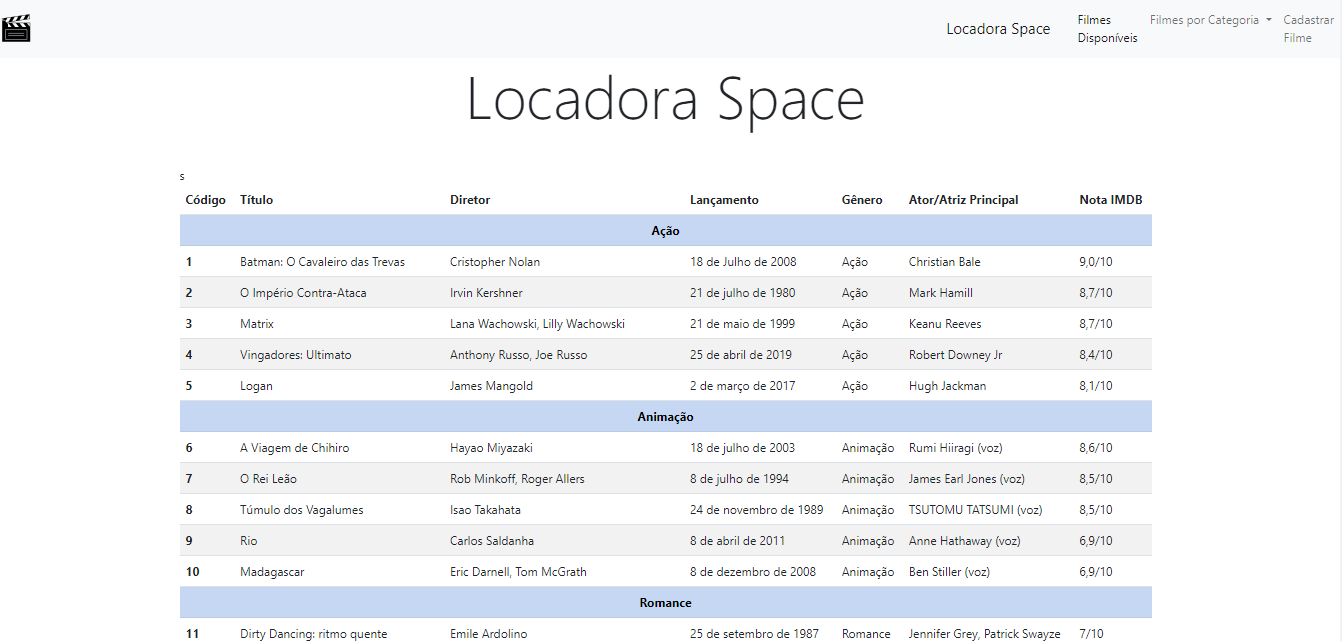 Locadora Space Filmes Disponíveis Filmes por Categoria Cadastrar Filme
Locadora Space
s
Código Título Diretor Lançamento Gênero Ator/Atriz Principal Nota IMDB
Ação
1 Batman: O Cavaleiro das Trevas Cristopher Nolan 18 de Julho de 2008 Ação Christian Bale 9,0/10
2 O Império Contra-Ataca Irvin Kershner 21 de julho de 1980 Ação Mark Hamill 8,7/10
3 Matrix Lana Wachowski, Lilly Wachowski 21 de maio de 1999 Ação Keanu Reeves 8,7/10
4 Vingadores: Ultimato Anthony Russo, Joe Russo 25 de abril de 2019 Ação Robert Downey Jr 8,4/10
5 Logan James Mangold 2 de março de 2017 Ação Hugh Jackman 8,1/10
Animação
6 A Viagem de Chihiro Hayao Miyazaki 18 de julho de 2003 Animação Rumi Hiiragi (voz) 8,6/10
7 O Rei Leão Rob Minkoff, Roger Allers 8 de julho de 1994 Animação James Earl Jones (voz) 8,5/10
8 Túmulo dos Vagalumes Isao Takahata 24 de novembro de 1989 Animação TSUTOMU TATSUMI (voz) 8,5/10
9 Rio Carlos Saldanha 8 de abril de 2011 Animação Anne Hathaway (voz) 6,9/10
10 Madagascar Eric Darnell, Tom McGrath 8 de dezembro de 2008 Animação Ben Stiller (voz) 6,9/10
Romance
11 Dirty Dancing: ritmo quente Emile Ardolino 25 de setembro de 1987 Romance Jennifer Grey, Patrick Swayze 7/10